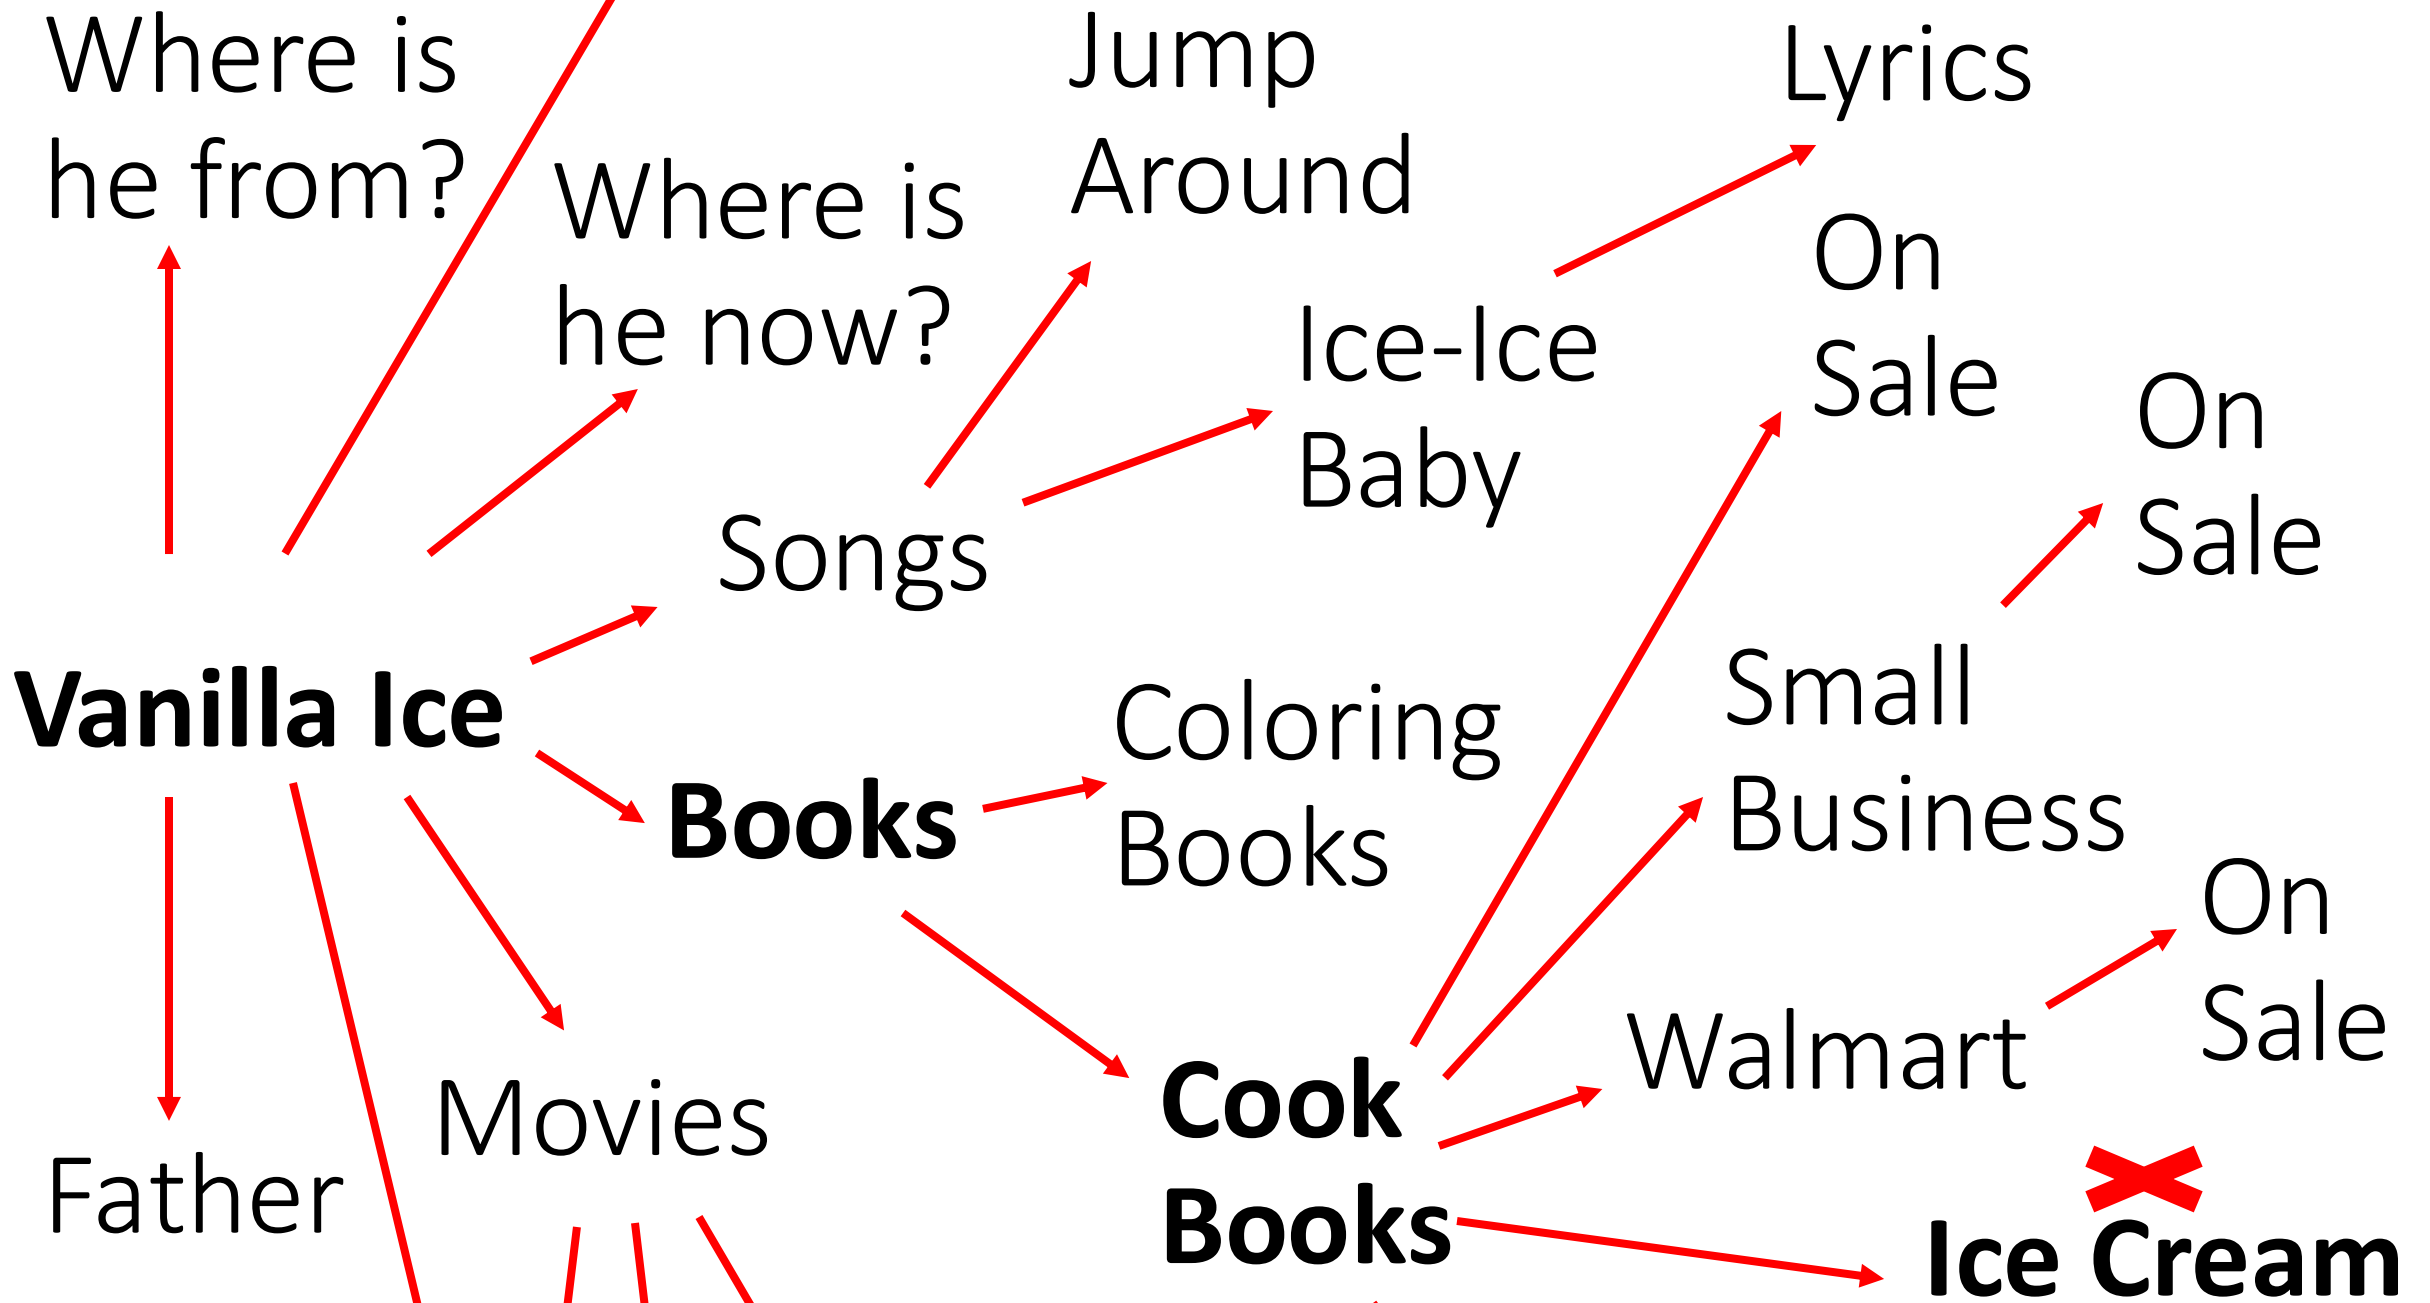 Where is
he from?
Where is
he now?
Jump
Around
Lyrics
On
Sale
Ice-Ice
Baby
On
Sale
Songs
Vanilla Ice
Books
Coloring
Books
Small
Business
On
Sale
Walmart
Movies
Father
Cook
Books
Ice Cream